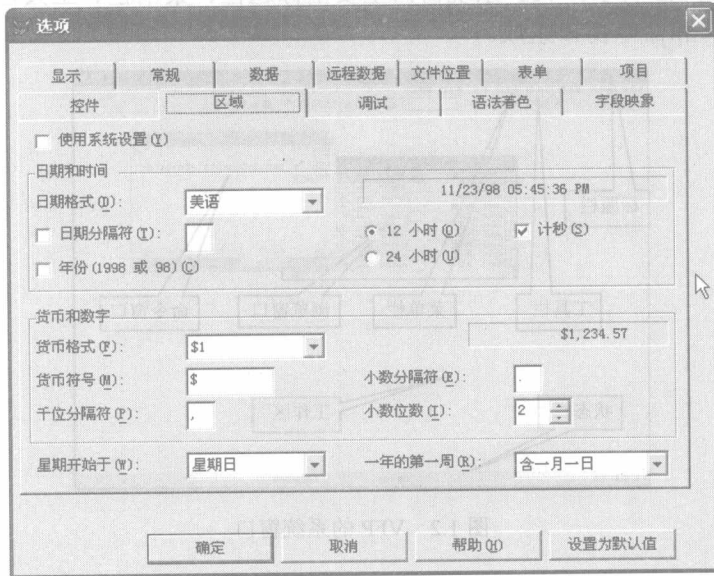 选项
显示 常规 数据 远程数据 文件位置 表单 项目
控件 区域 调试 语法着色 字段映象
使用系统设置(Y)
日期和时间
日期格式(D): 美语 11/23/98 05:45:36 PM
日期分隔符(T): 12 小时(O) 计秒(S)
年份(1998 或 98)(C) 24 小时(U)
货币和数字
货币格式(F): $1 $1,234.57
货币符号(M): $ 小数分隔符(E): .
千位分隔符(P): , 小数位数(I): 2
星期开始于(W): 星期日 一年的第一周(R): 含一月一日
确定 取消 帮助(H) 设置为默认值